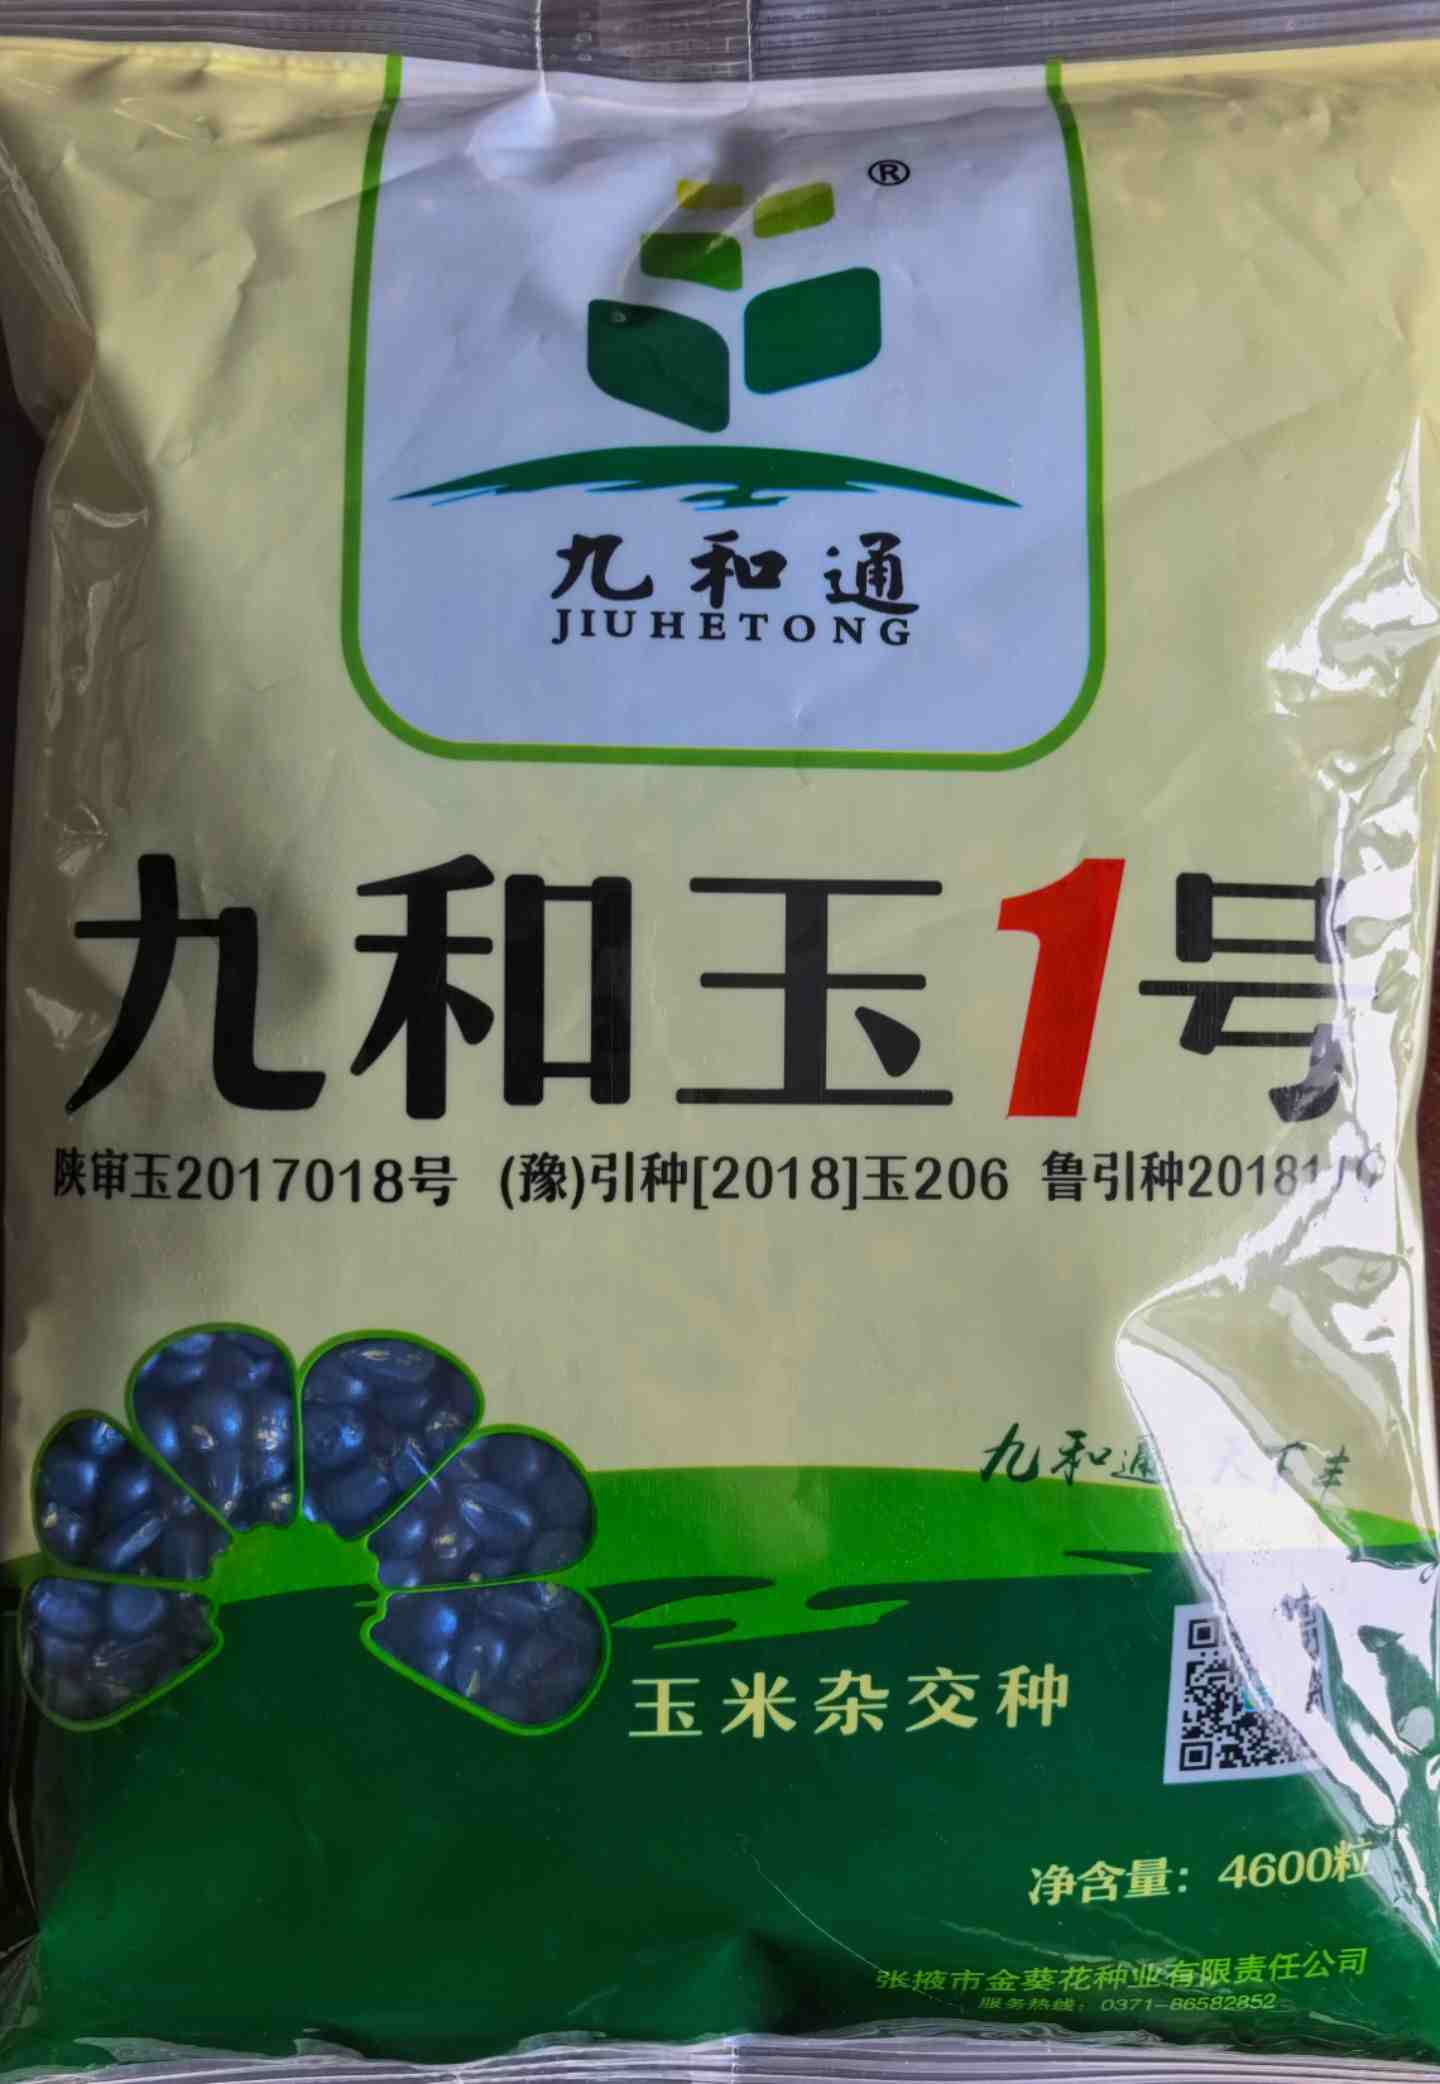 ®
九和通
JIUHETONG
九和玉1号
陕审玉2017018号 (豫)引种[2018]玉206 鲁引种2018
九和通 天下丰
玉米杂交种
净含量：4600粒
张掖市金葵花种业有限责任公司
服务热线：0371-86582852